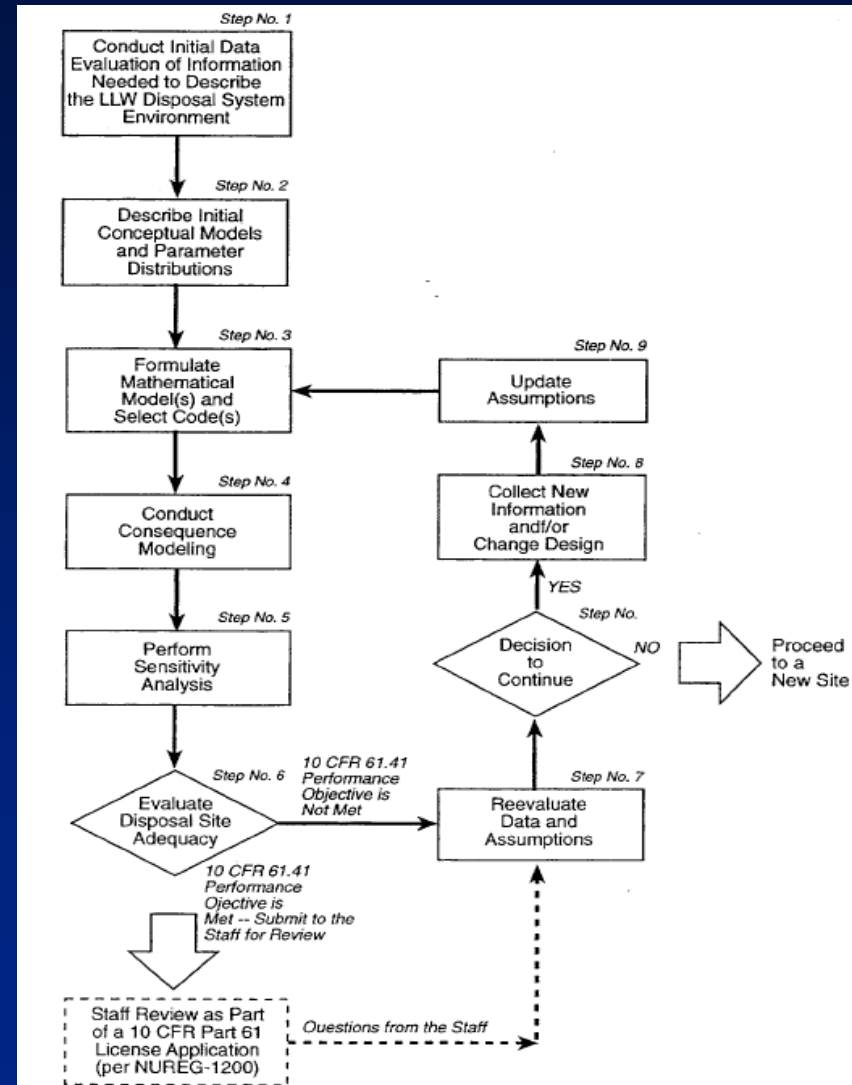 Step No. 1
Conduct Initial Data
Evaluation of Information
Needed to Describe
the LLW Disposal System
Environment
Step No. 2
Describe Initial
Conceptual Models
and Parameter
Distributions
Step No. 3
Formulate
Mathematical
Model(s) and
Select Code(s)
Step No. 4
Conduct
Consequence
Modeling
Step No. 5
Perform
Sensitivity
Analysis
Step No. 6
Evaluate
Disposal Site
Adequacy
10 CFR 61.41
Performance
Objective is
Not Met
10 CFR 61.41
Performance
Ojective is
Met -- Submit to the
Staff for Review
Staff Review as Part
of a 10 CFR Part 61
License Application
(per NUREG-1200)
Ouestions from the Staff
Step No. 7
Reevaluate
Data and
Assumptions
Step No.
Decision
to
Continue
NO
Proceed
to a
New Site
YES
Step No. 8
Collect New
Information
andf/or
Change Design
Step No. 9
Update
Assumptions